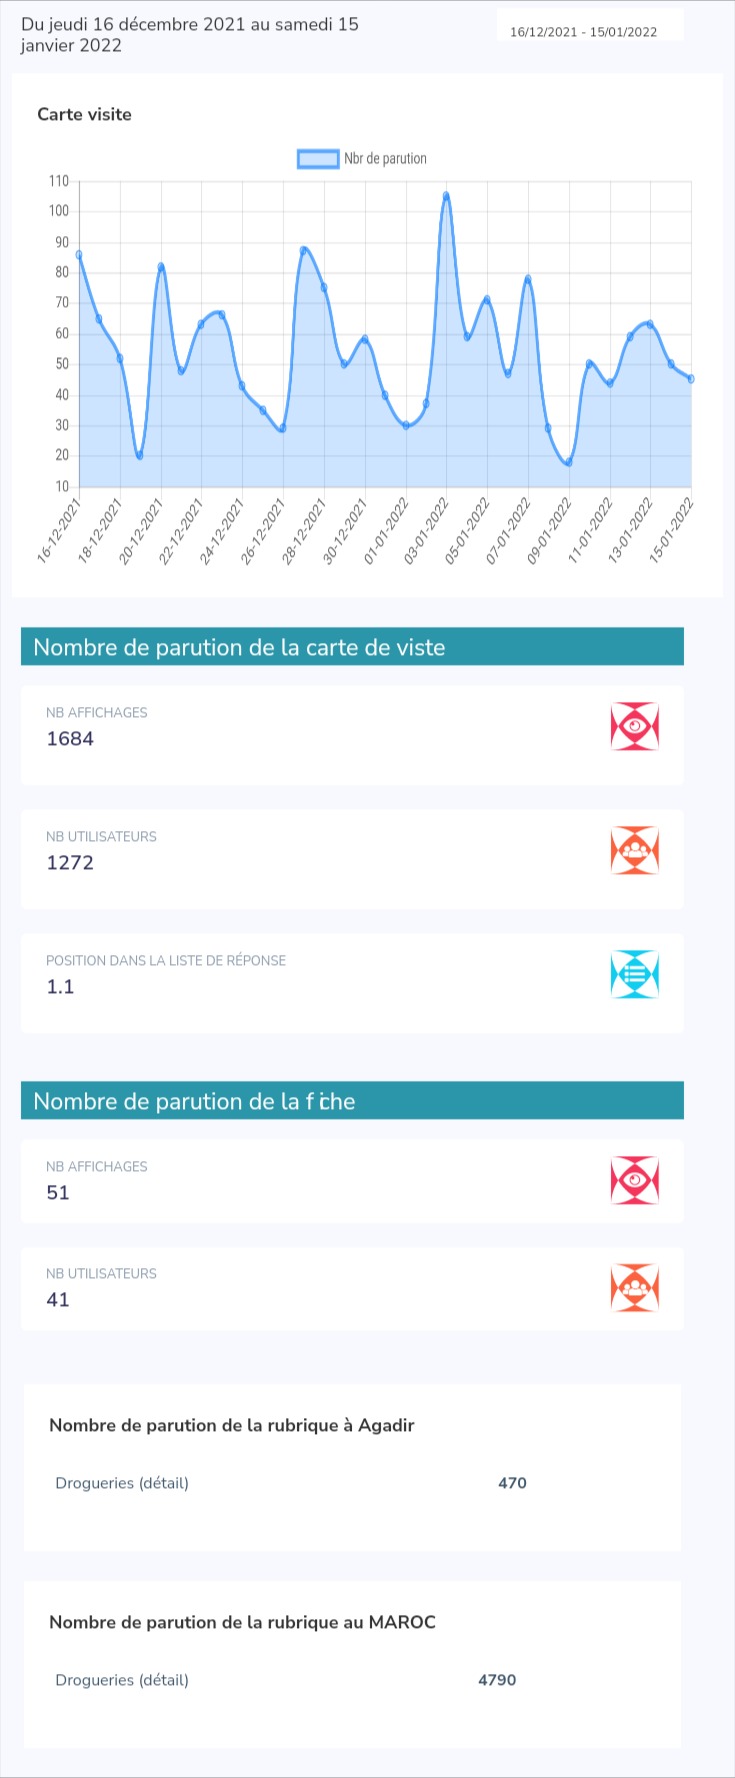 Du jeudi 16 décembre 2021 au samedi 15
janvier 2022
16/12/2021 - 15/01/2022
Carte visite
Nbr de parution
110
100
90
80
70
60
50
40
30
20
10
16-12-2021
18-12-2021
20-12-2021
22-12-2021
24-12-2021
26-12-2021
28-12-2021
30-12-2021
01-01-2022
03-01-2022
05-01-2022
07-01-2022
09-01-2022
11-01-2022
13-01-2022
15-01-2022
Nombre de parution de la carte de viste
NB AFFICHAGES
1684
NB UTILISATEURS
1272
POSITION DANS LA LISTE DE RÉPONSE
1.1
Nombre de parution de la fiche
NB AFFICHAGES
51
NB UTILISATEURS
41
Nombre de parution de la rubrique à Agadir
Drogueries (détail) 470
Nombre de parution de la rubrique au MAROC
Drogueries (détail) 4790